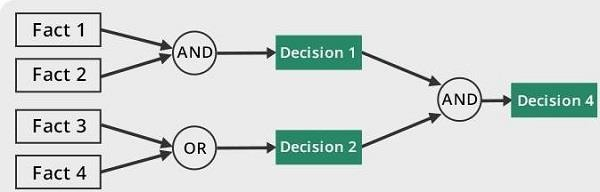 Fact 1
Fact 2
AND
Decision 1
Fact 3
Fact 4
OR
Decision 2
AND
Decision 4